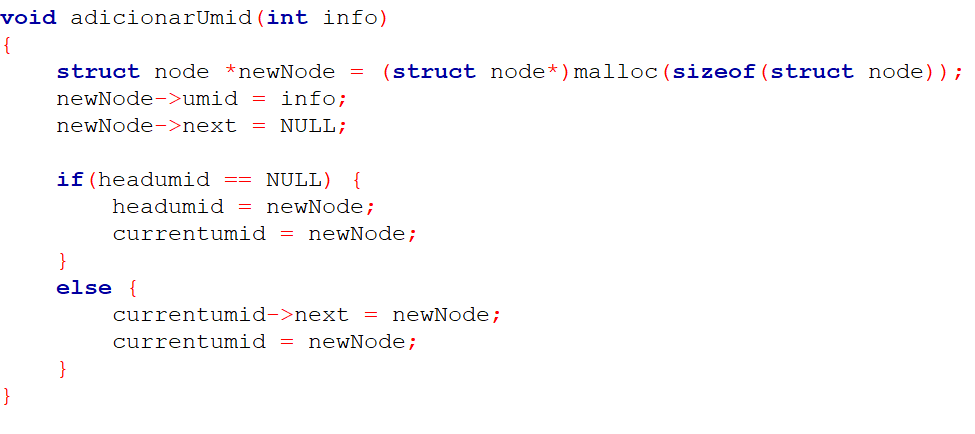 void adicionarUmid(int info)
{
    struct node *newNode = (struct node*)malloc(sizeof(struct node));
    newNode->umid = info;
    newNode->next = NULL;

    if(headumid == NULL) {
        headumid = newNode;
        currentumid = newNode;
    }
    else {
        currentumid->next = newNode;
        currentumid = newNode;
    }
}